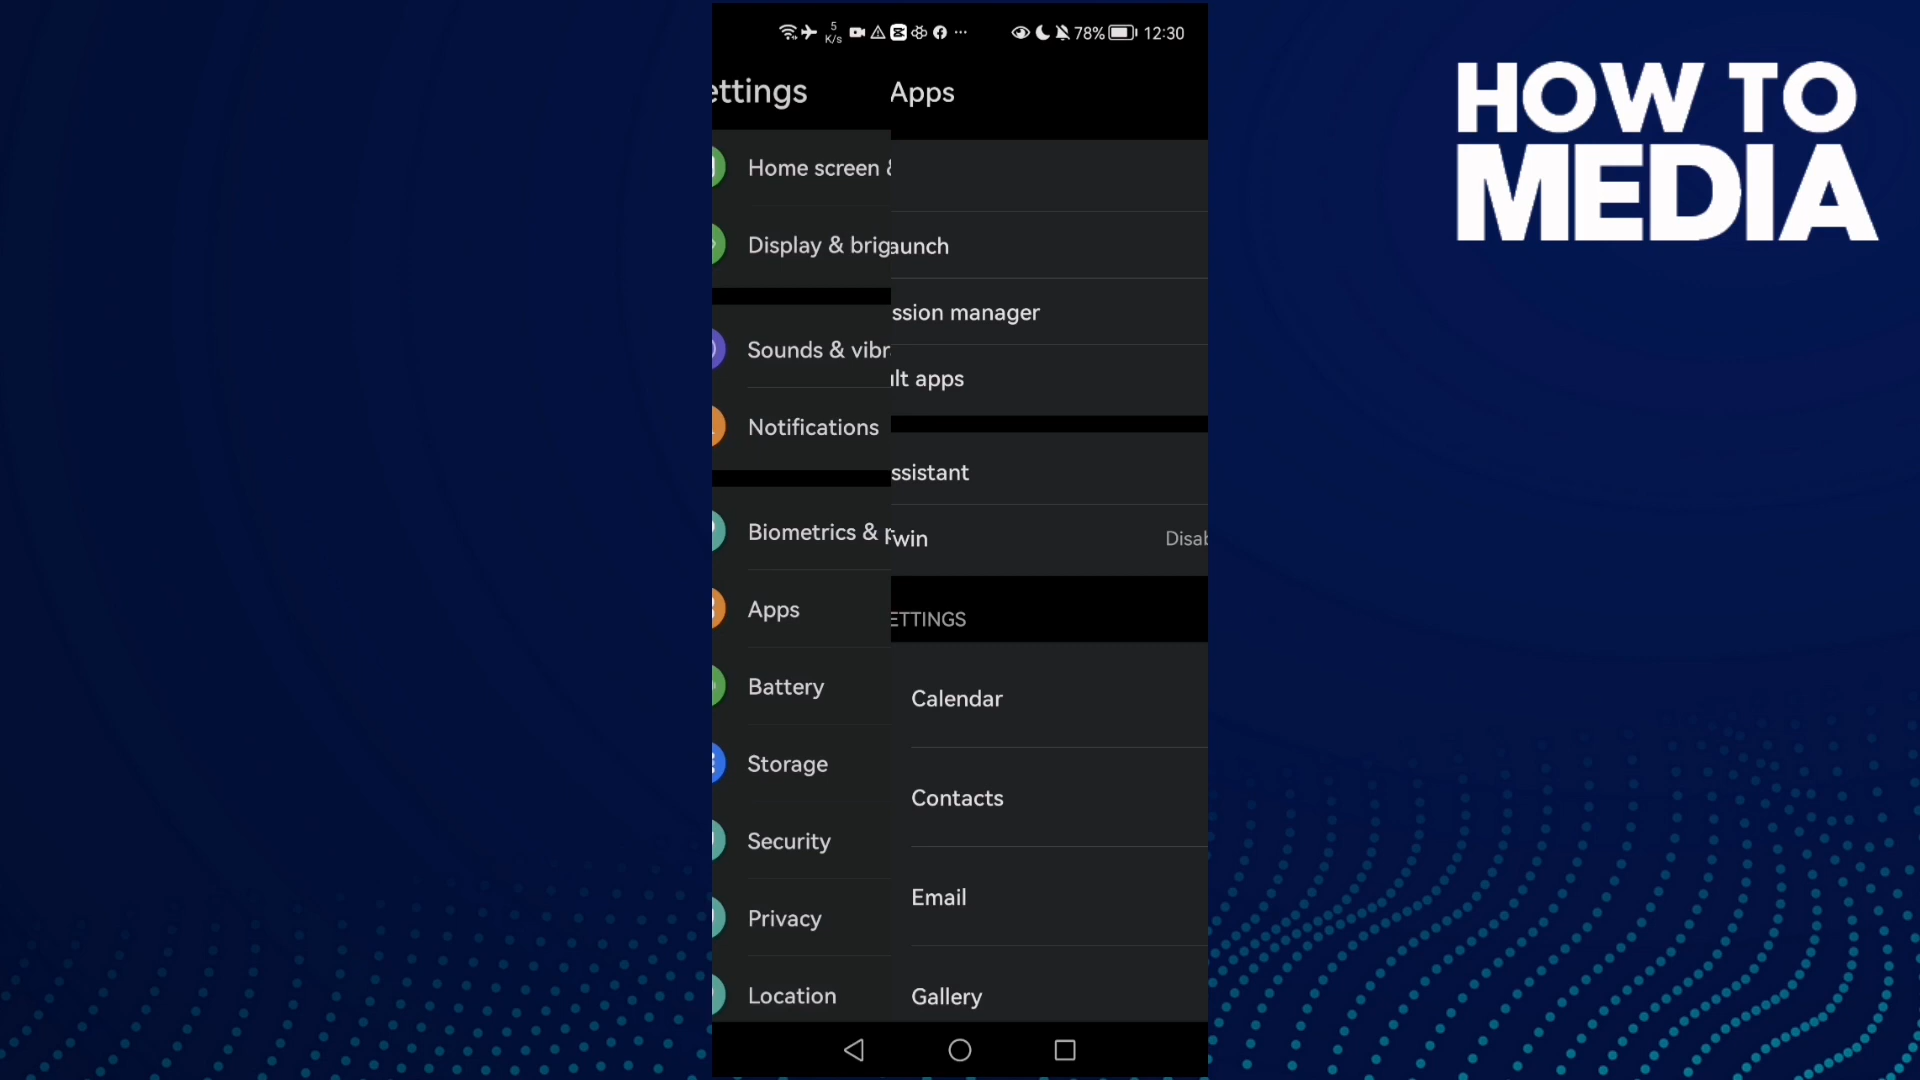 5
K/s
78%
12:30
ettings
Apps
Home screen &
Display & brig
aunch
ssion manager
Sounds & vibr
lt apps
Notifications
ssistant
Biometrics &
win
Disab
Apps
ETTINGS
Battery
Calendar
Storage
Contacts
Security
Email
Privacy
Location
Gallery
HOW TO
MEDIA